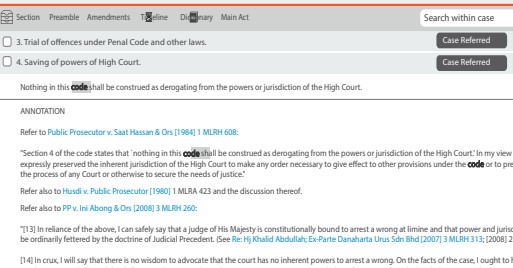 Section Preamble Amendments Timeline Dictionary Main Act Search within case
3. Trial of offences under Penal Code and other laws. Case Referred
4. Saving of powers of High Court. Case Referred
Nothing in this code shall be construed as derogating from the powers or jurisdiction of the High Court.
ANNOTATION
Refer to Public Prosecutor v. Saat Hassan & Ors [1984] 1 MLRH 608:
"Section 4 of the code states that `nothing in this code shall be construed as derogating from the powers or jurisdiction of the High Court.' In my view
expressly preserved the inherent jurisdiction of the High Court to make any order necessary to give effect to other provisions under the code or to pre
the process of any Court or otherwise to secure the needs of justice."
Refer also to Husdi v. Public Prosecutor [1980] 1 MLRA 423 and the discussion thereof.
Refer also to PP v. Ini Abong & Ors [2008] 3 MLRH 260:
"[13] In reliance of the above, I can safely say that a judge of His Majesty is constitutionally bound to arrest a wrong at limine and that power and jurisc
be ordinarily fettered by the doctrine of Judicial Precedent. (See Re: Hj Khalid Abdullah; Ex-Parte Danaharta Urus Sdn Bhd [2007] 3 MLRH 313; [2008] 2
[14] In crux, I will say that there is no wisdom to advocate that the court has no inherent powers to arrest a wrong. On the facts of the case, I ought to h